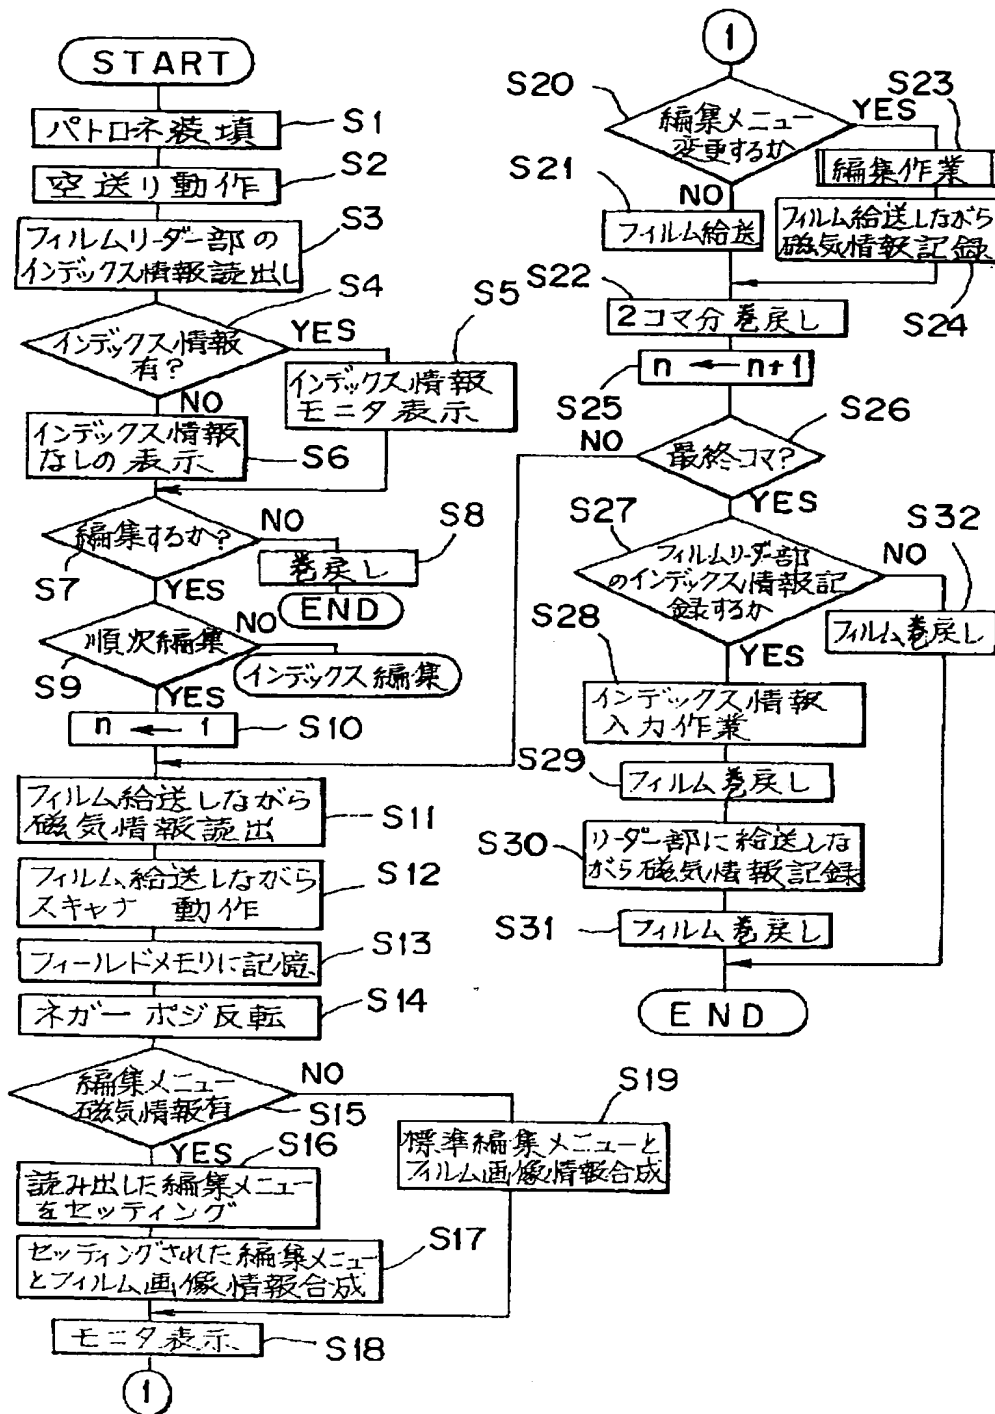 START
パトロネ装填
S1
空送り動作
S2
フィルムリーダー部の
インデックス情報読出し
S3
インデックス情報
有?
S4
YES
NO
インデックス情報
モニタ表示
S5
インデックス情報
なしの表示
S6
編集するか?
S7
NO
YES
巻戻し
S8
END
順次編集
S9
NO
YES
インデックス編集
n ← 1
S10
フィルム給送しながら
磁気情報読出
S11
フィルム給送しながら
スキャナー動作
S12
フィールドメモリに記憶
S13
ネガーポジ反転
S14
編集メニュー
磁気情報有
S15
NO
YES
読み出した編集メニュー
をセッティング
S16
セッティングされた編集メニュー
とフィルム画像情報合成
S17
標準編集メニューと
フィルム画像情報合成
S19
モニタ表示
S18
1
1
編集メニュー
変更するか
S20
YES
NO
フィルム給送
S21
編集作業
S23
フィルム給送しながら
磁気情報記録
S24
2コマ分巻戻し
S22
n ← n+1
S25
最終コマ?
S26
NO
YES
フィルムリーダー部
のインデックス情報記
録するか
S27
NO
YES
フィルム巻戻し
S32
インデックス情報
入力作業
S28
フィルム巻戻し
S29
リーダー部に給送しな
がら磁気情報記録
S30
フィルム巻戻し
S31
END